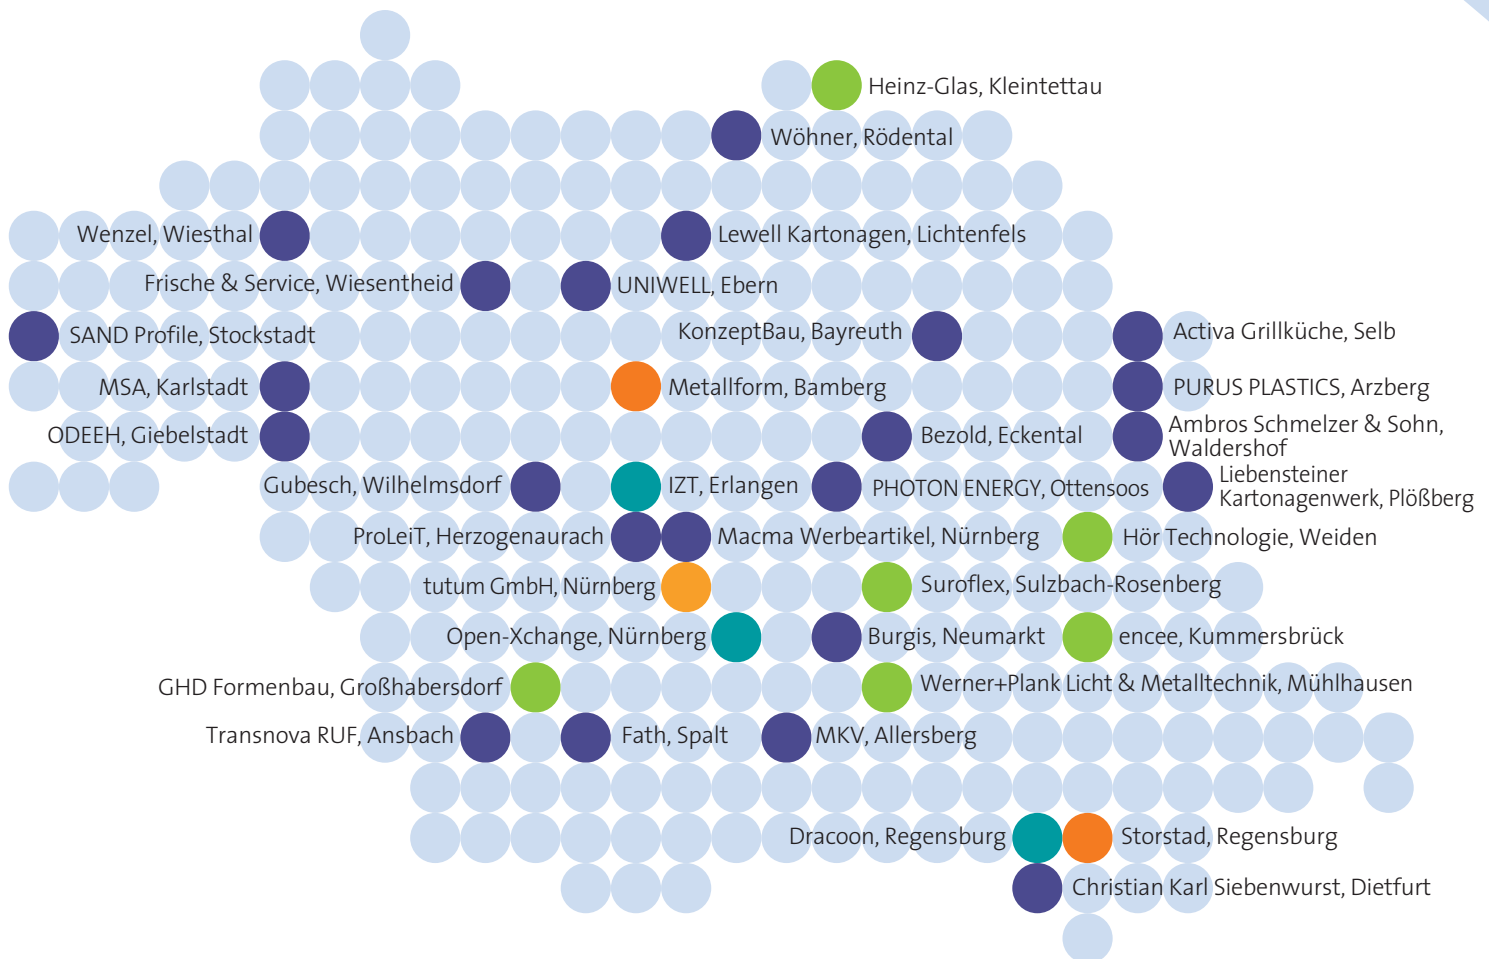 Heinz-Glas, Kleintettau
Wöhner, Rödental
Wenzel, Wiesthal
Lewell Kartonagen, Lichtenfels
Frische & Service, Wiesentheid
UNIWELL, Ebern
SAND Profile, Stockstadt
KonzeptBau, Bayreuth
Activa Grillküche, Selb
MSA, Karlstadt
Metallform, Bamberg
PURUS PLASTICS, Arzberg
ODEEH, Giebelstadt
Bezold, Eckental
Ambros Schmelzer & Sohn,
Waldershof
Gubesch, Wilhelmsdorf
IZT, Erlangen
PHOTON ENERGY, Ottensoos
Liebensteiner
Kartonagenwerk, Plößberg
ProLeiT, Herzogenaurach
Macma Werbeartikel, Nürnberg
Hör Technologie, Weiden
tutum GmbH, Nürnberg
Suroflex, Sulzbach-Rosenberg
Open-Xchange, Nürnberg
Burgis, Neumarkt
encee, Kummersbrück
GHD Formenbau, Großhabersdorf
Werner+Plank Licht & Metalltechnik, Mühlhausen
Transnova RUF, Ansbach
Fath, Spalt
MKV, Allersberg
Dracoon, Regensburg
Storstad, Regensburg
Christian Karl Siebenwurst, Dietfurt